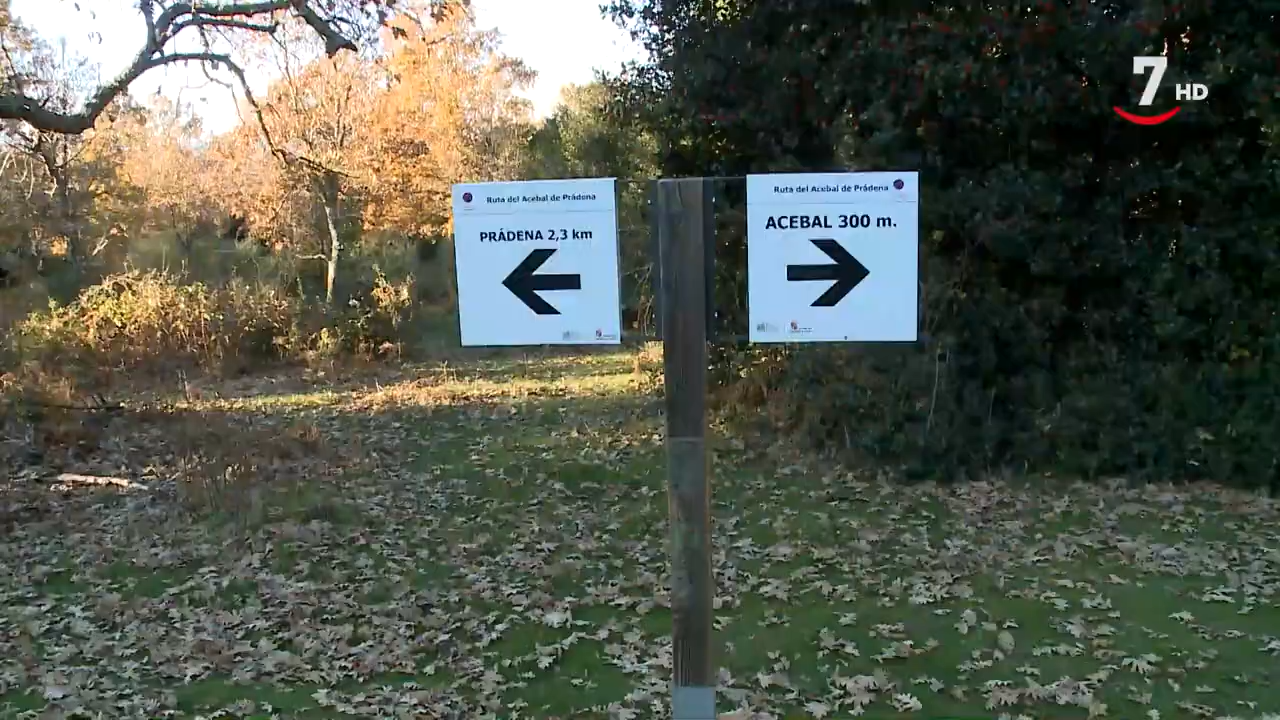 Ruta del Acebal de Prádena
PRÁDENA 2,3 km
Ruta del Acebal de Prádena
ACEBAL 300 m.
7 HD